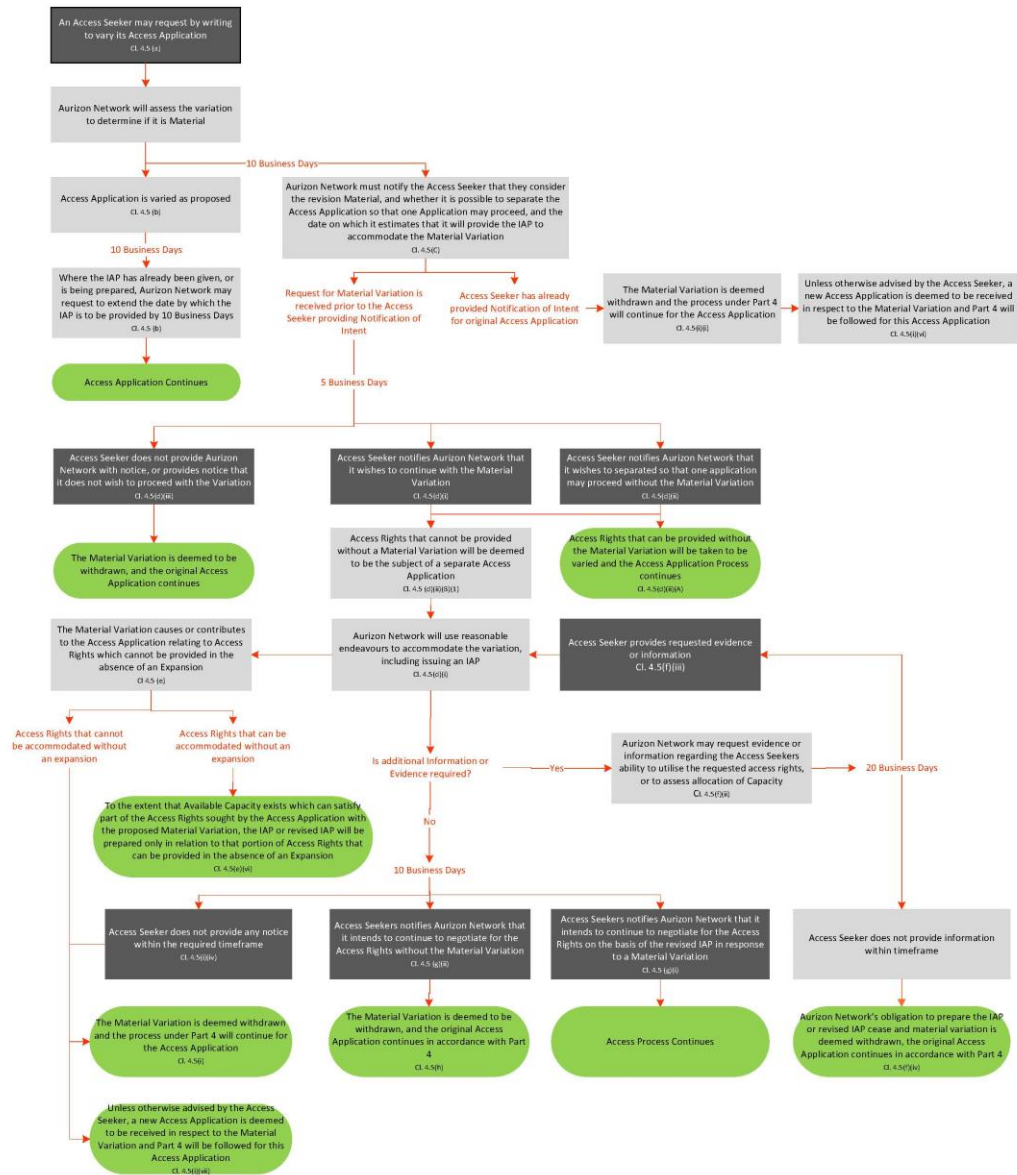 An Access Seeker may request by writing
to vary its Access Application
Cl. 4.5 (a)
Aurizon Network will assess the variation
to determine if it is Material
10 Business Days
Access Application is varied as proposed
Cl. 4.5 (b)
Aurizon Network must notify the Access Seeker that they consider
the revision Material, and whether it is possible to separate
the Access Application so that one Application may proceed, and the
date on which it estimates that it will provide the IAP to
accommodate the Material Variation
Cl. 4.5(C)
10 Business Days
Where the IAP has already been given, or
is being prepared, Aurizon Network may
request to extend the date by which the
IAP is to be provided by 10 Business Days
Cl. 4.5 (b)
Access Application Continues
Request for Material Variation is
received prior to the Access
Seeker providing Notification of
Intent
Access Seeker has already
provided Notification of Intent
for original Access Application
The Material Variation is deemed
withdrawn and the process under Part 4
will continue for the Access Application
Cl. 4.5(i)(i)
Unless otherwise advised by the Access Seeker, a
new Access Application is deemed to be received
in respect to the Material Variation and Part 4 will
be followed for this Access Application
Cl. 4.5(i)(vi)
5 Business Days
Access Seeker does not provide Aurizon
Network with notice, or provides notice that
it does not wish to proceed with the Variation
Cl. 4.5(d)(iii)
Access Seeker notifies Aurizon Network that
it wishes to continue with the Material
Variation
Cl. 4.5(d)(i)
Access Seeker notifies Aurizon Network that
it wishes to separated so that one application
may proceed without the Material Variation
Cl. 4.5(d)(ii)
The Material Variation is deemed to be
withdrawn, and the original Access
Application continues
Access Rights that cannot be provided
without a Material Variation will be deemed
to be the subject of a separate Access
Application
Cl. 4.5 (d)(ii)(B)(1)
Access Rights that can be provided without
the Material Variation will be taken to be
varied and the Access Application Process
continues
Cl. 4.5(d)(ii)(A)
The Material Variation causes or contributes
to the Access Application relating to Access
Rights which cannot be provided in the
absence of an Expansion
Cl 4.5 (e)
Aurizon Network will use reasonable
endeavours to accommodate the variation,
including issuing an IAP
Cl. 4.5(d)(i)
Access Seeker provides requested evidence
or information
Cl. 4.5(f)(iii)
Access Rights that cannot
be accommodated without
an expansion
Access Rights that can be
accommodated without an
expansion
Is additional Information or
Evidence required?
Yes
Aurizon Network may request evidence or
information regarding the Access Seekers
ability to utilise the requested access rights,
or to assess allocation of Capacity
Cl. 4.5(f)(ii)
20 Business Days
To the extent that Available Capacity exists which can satisfy
part of the Access Rights sought by the Access Application with
the proposed Material Variation, the IAP or revised IAP will be
prepared only in relation to that portion of Access Rights that
can be provided in the absence of an Expansion
Cl. 4.5(e)(vi)
No
10 Business Days
Access Seeker does not provide any notice
within the required timeframe
Cl. 4.5(i)(iv)
Access Seekers notifies Aurizon Network that
it intends to continue to negotiate for the
Access Rights without the Material Variation
Cl. 4.5 (g)(ii)
Access Seekers notifies Aurizon Network that it
intends to continue to negotiate for the Access
Rights on the basis of the revised IAP in response
to a Material Variation
Cl. 4.5 (g)(i)
Access Seeker does not provide information
within timeframe
The Material Variation is deemed withdrawn
and the process under Part 4 will continue for
the Access Application
Cl. 4.5(i)
The Material Variation is deemed to be
withdrawn, and the original Access
Application continues in accordance with Part
4
Cl. 4.5(h)
Access Process Continues
Aurizon Network's obligation to prepare the IAP
or revised IAP cease and material variation is
deemed withdrawn, the original Access
Application continues in accordance with Part 4
Cl. 4.5(f)(iv)
Unless otherwise advised by the Access
Seeker, a new Access Application is deemed
to be received in respect to the Material
Variation and Part 4 will be followed for this
Access Application
Cl. 4.5(i)(vii)